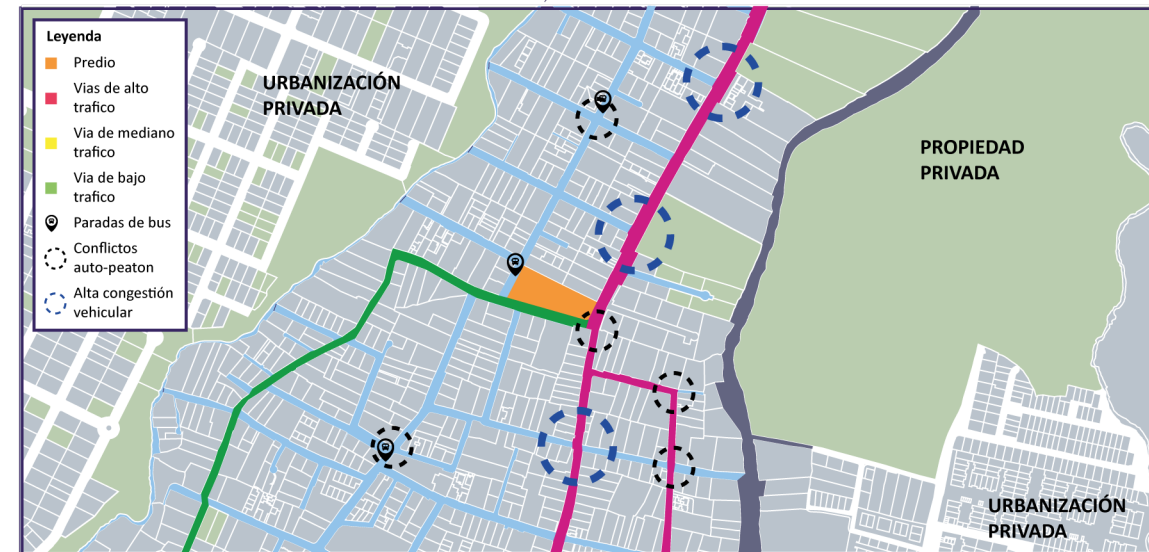 Leyenda
Predio
Vias de alto
trafico
Via de mediano
trafico
Via de bajo
trafico
Paradas de bus
Conflictos
auto-peaton
Alta congestión
vehicular
URBANIZACIÓN
PRIVADA
PROPIEDAD
PRIVADA
URBANIZACIÓN
PRIVADA